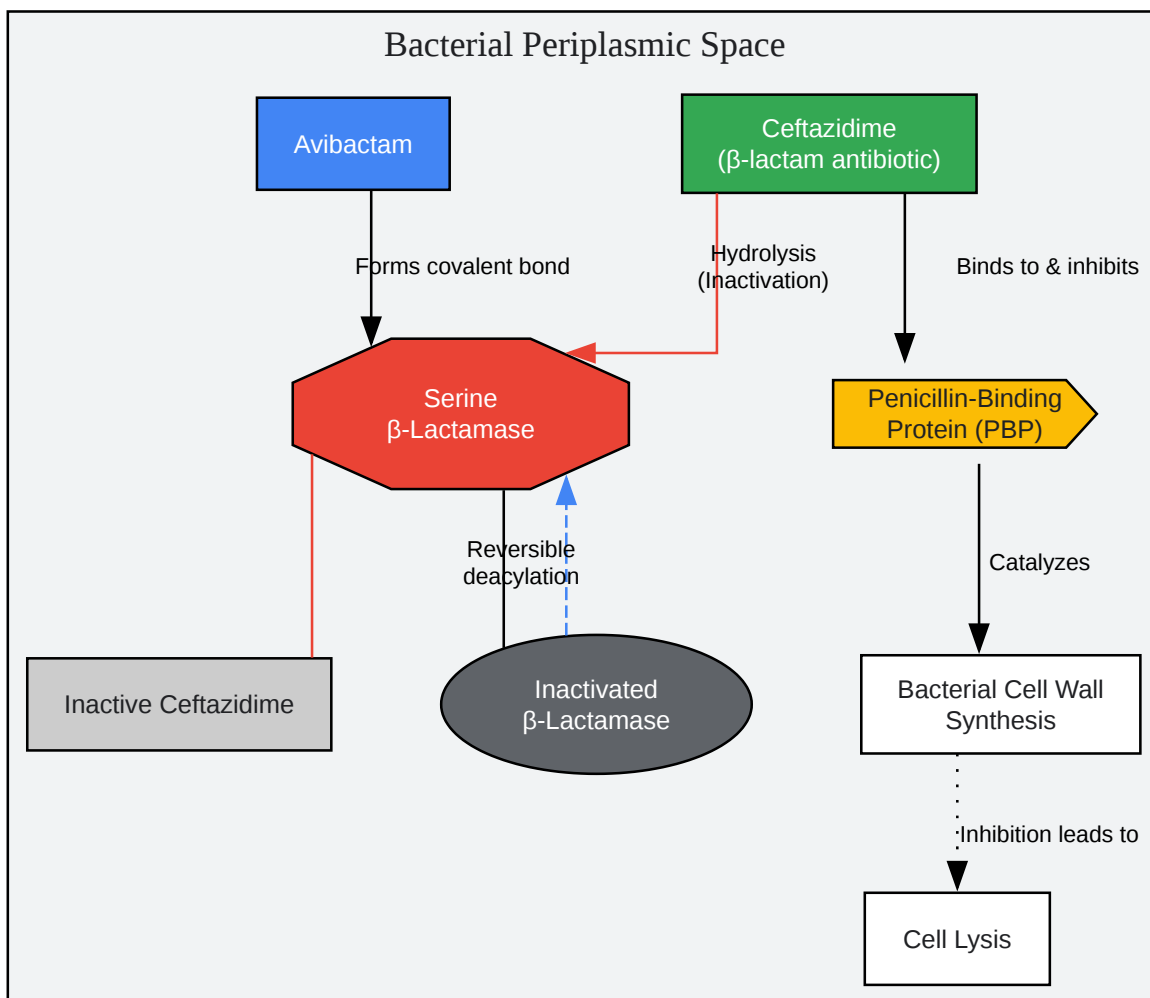 Bacterial Periplasmic Space
Avibactam
Ceftazidime
(β-lactam antibiotic)
Forms covalent bond
Hydrolysis
(Inactivation)
Binds to & inhibits
Serine
β-Lactamase
Penicillin-Binding
Protein (PBP)
Reversible
deacylation
Catalyzes
Inactive Ceftazidime
Inactivated
β-Lactamase
Bacterial Cell Wall
Synthesis
Inhibition leads to
Cell Lysis